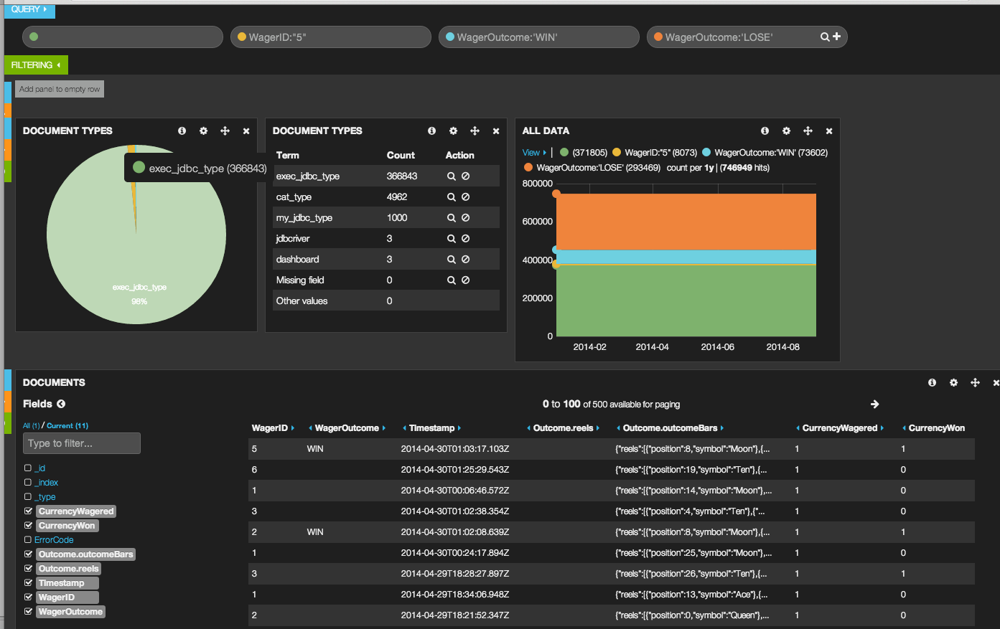 QUERY
WagerID:"5"
WagerOutcome:'WIN'
WagerOutcome:'LOSE'
FILTERING
Add panel to empty row
DOCUMENT TYPES
exec_jdbc_type (366843)
exec_jdbc_type
98%
DOCUMENT TYPES
Term Count Action
exec_jdbc_type 366843
cat_type 4962
my_jdbc_type 1000
jdbcriver 3
dashboard 3
Missing field 0
Other values 0
ALL DATA
View | (371805) WagerID:"5" (8073) WagerOutcome:'WIN' (73602)
WagerOutcome:'LOSE' (293469) count per 1y | (746949 hits)
800000
600000
400000
200000
0
2014-02 2014-04 2014-06 2014-08
DOCUMENTS
Fields
All (1) / Current (11)
Type to filter...
_id
_index
_type
CurrencyWagered
CurrencyWon
ErrorCode
Outcome.outcomeBars
Outcome.reels
Timestamp
WagerID
WagerOutcome
0 to 100 of 500 available for paging
WagerID WagerOutcome Timestamp Outcome.reels Outcome.outcomeBars CurrencyWagered CurrencyWon
5 WIN 2014-04-30T01:03:17.103Z {"reels":[{"position":8,"symbol":"Moon"},{... 1 1
6 2014-04-30T01:25:29.543Z {"reels":[{"position":19,"symbol":"Ten"},{... 1 0
1 2014-04-30T00:06:46.572Z {"reels":[{"position":14,"symbol":"Moon"},... 1 0
3 2014-04-30T01:02:38.354Z {"reels":[{"position":4,"symbol":"Ten"},{"... 1 0
2 WIN 2014-04-30T01:02:08.639Z {"reels":[{"position":8,"symbol":"Moon"},{... 1 1
1 2014-04-30T00:24:17.894Z {"reels":[{"position":25,"symbol":"Moon"},... 1 0
3 2014-04-29T18:28:27.897Z {"reels":[{"position":26,"symbol":"Ten"},{... 1 1
1 2014-04-29T18:34:06.948Z {"reels":[{"position":13,"symbol":"Ace"},{... 1 0
2 2014-04-29T18:21:52.347Z {"reels":[{"position":0,"symbol":"Queen"},{... 1 0